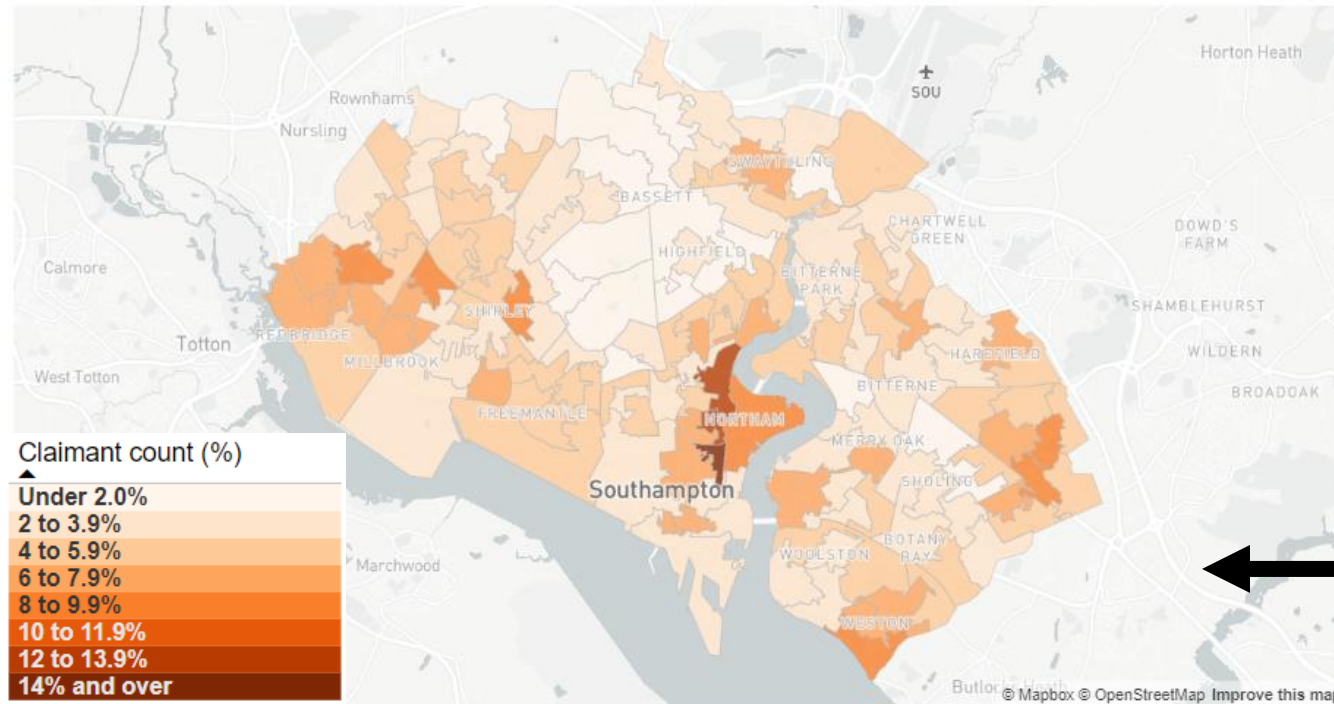 Horton Heath
SOU
Rownhams
Nursling
SWAYTHLING
BASSETT
CHARTWELL
GREEN
DOWD'S
FARM
HIGHFIELD
Calmore
BITTERNE
PARK
SHAMBLEHURST
SHIRLEY
REDBRIDGE
Totton
MILLBROOK
HAREFIELD
WILDERN
West Totton
BITTERNE
BROADOAK
FREEMANTLE
NORTHAM
MERRY OAK
SHOLING
Southampton
BOTANY
BAY
WOOLSTON
Marchwood
WESTON
Claimant count (%)
Under 2.0%
2 to 3.9%
4 to 5.9%
6 to 7.9%
8 to 9.9%
10 to 11.9%
12 to 13.9%
14% and over
Butlocks Heath
© Mapbox © OpenStreetMap Improve this map